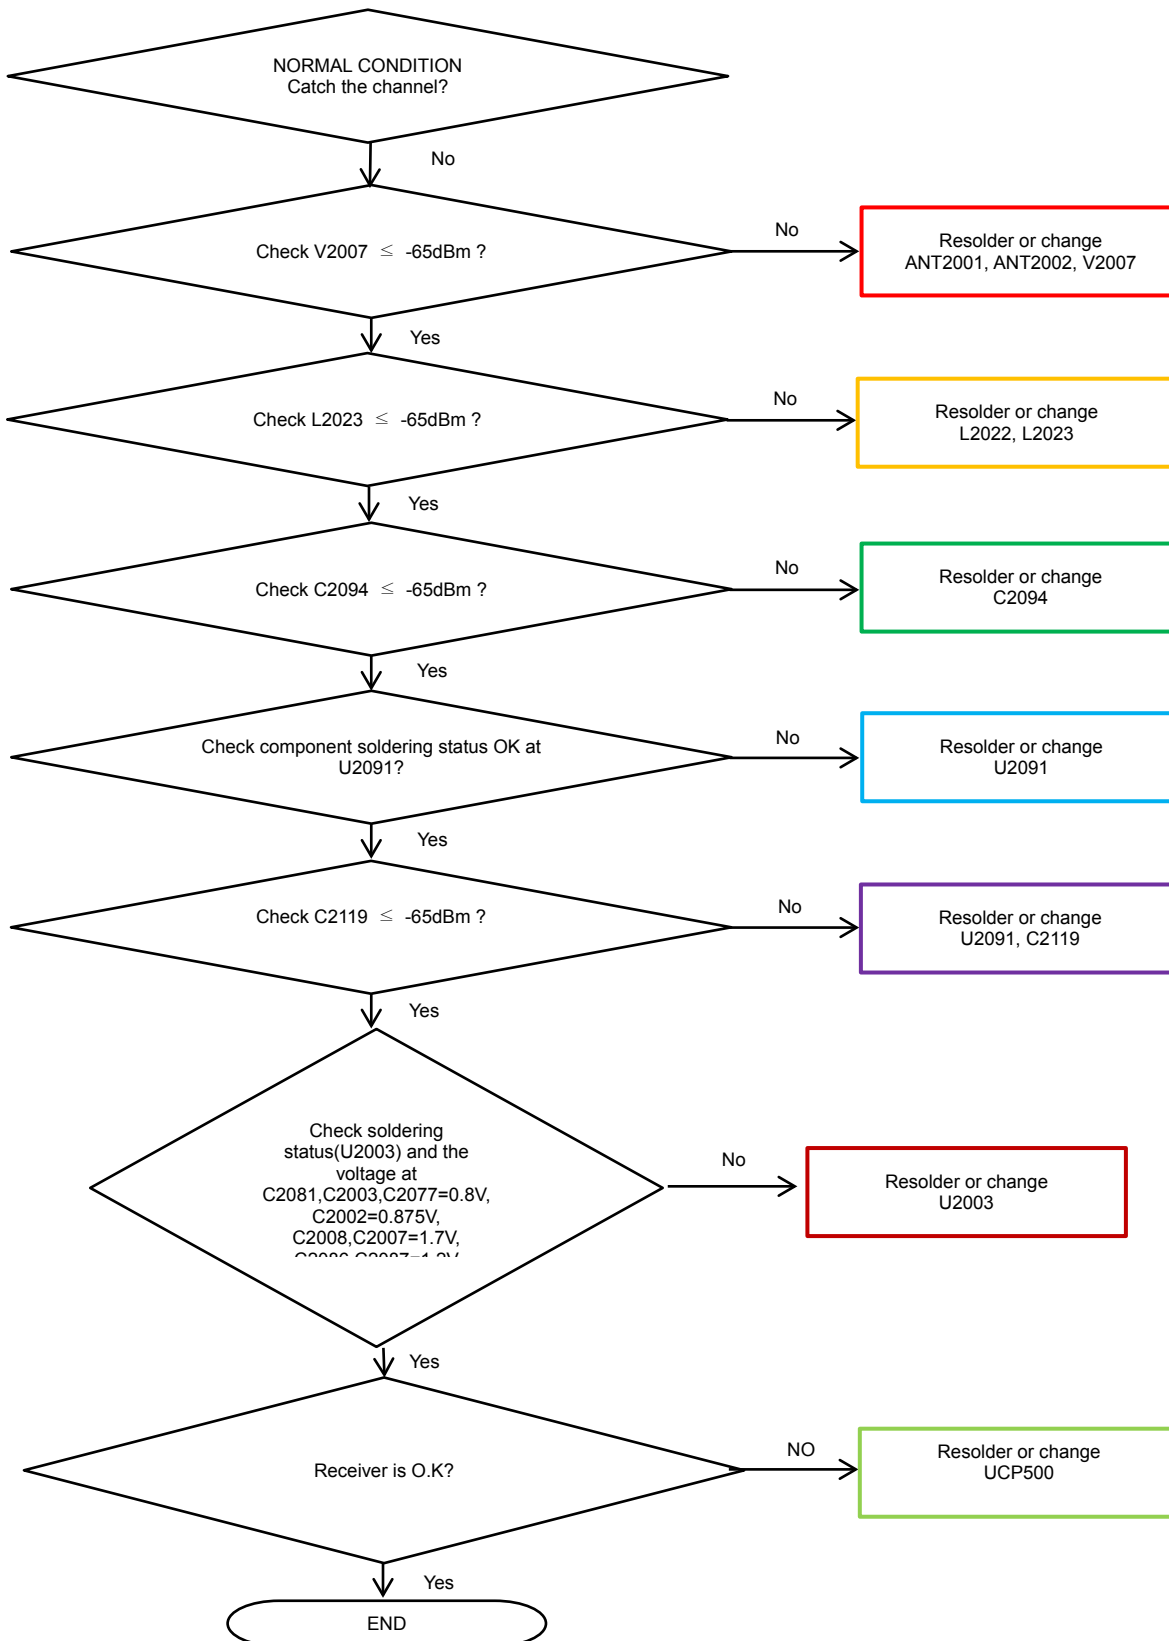 NORMAL CONDITION
Catch the channel?
No
Check V2007 ≤ -65dBm ?
No
Resolder or change
ANT2001, ANT2002, V2007
Yes
Check L2023 ≤ -65dBm ?
No
Resolder or change
L2022, L2023
Yes
Check C2094 ≤ -65dBm ?
No
Resolder or change
C2094
Yes
Check component soldering status OK at
U2091?
No
Resolder or change
U2091
Yes
Check C2119 ≤ -65dBm ?
No
Resolder or change
U2091, C2119
Yes
Check soldering
status(U2003) and the
voltage at
C2081,C2003,C2077=0.8V,
C2002=0.875V,
C2008,C2007=1.7V,
No
Resolder or change
U2003
Yes
Receiver is O.K?
NO
Resolder or change
UCP500
Yes
END